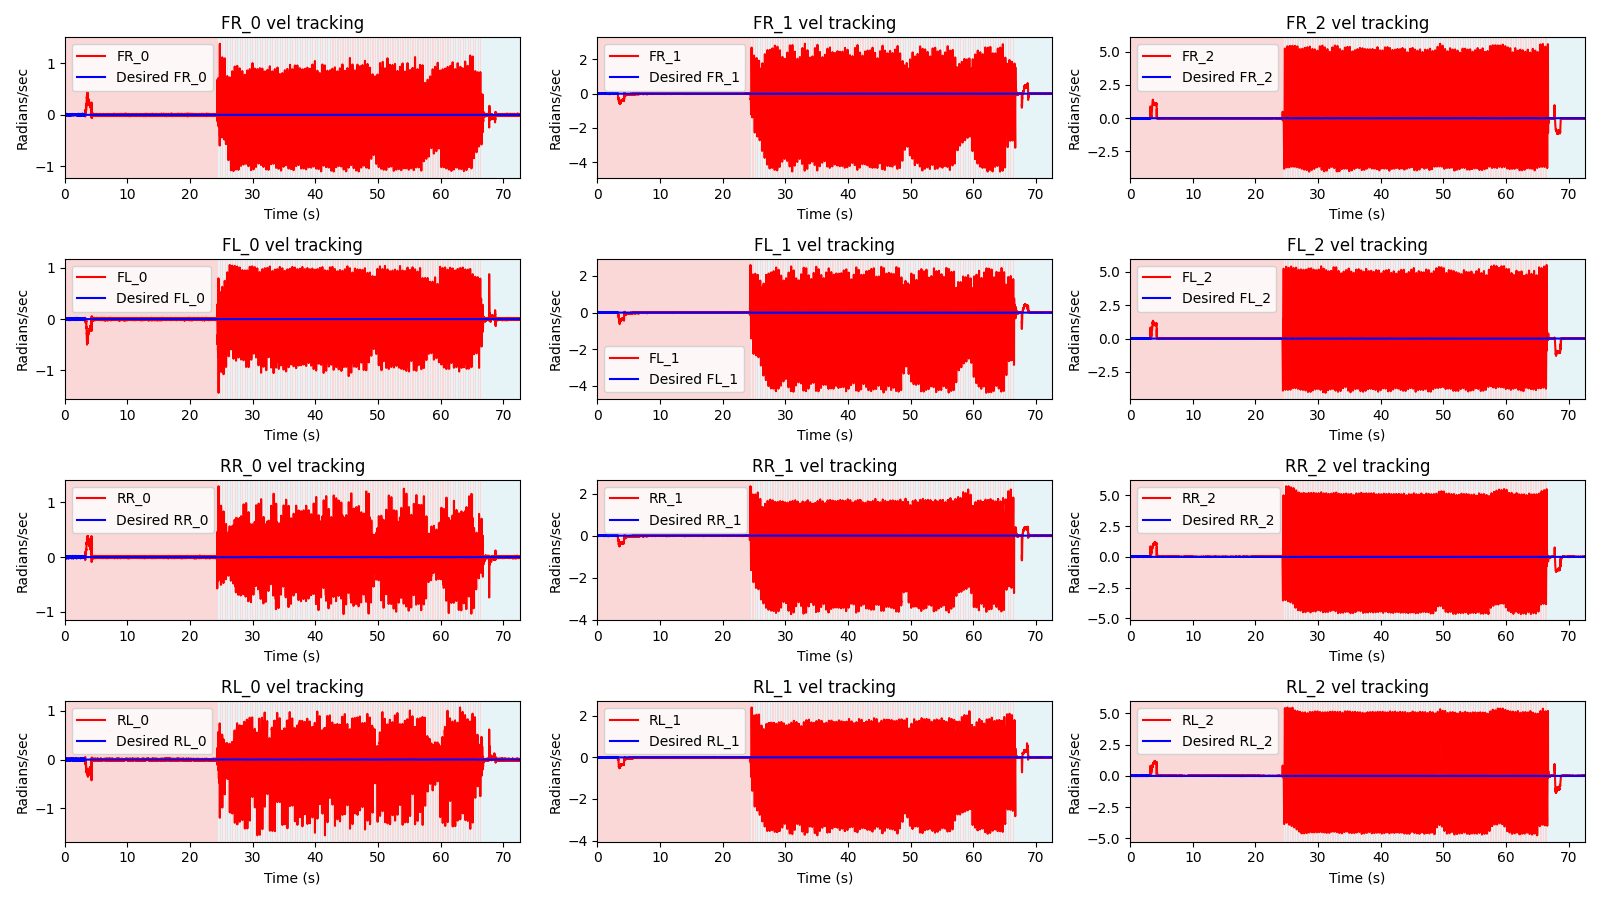 FR_0 vel tracking
FR_1 vel tracking
FR_2 vel tracking
Radians/sec
1
0
−1
FR_0
Desired FR_0
0 10 20 30 40 50 60 70
Time (s)
Radians/sec
2
0
−2
−4
FR_1
Desired FR_1
0 10 20 30 40 50 60 70
Time (s)
Radians/sec
5.0
2.5
0.0
−2.5
FR_2
Desired FR_2
0 10 20 30 40 50 60 70
Time (s)
FL_0 vel tracking
FL_1 vel tracking
FL_2 vel tracking
Radians/sec
1
0
−1
FL_0
Desired FL_0
0 10 20 30 40 50 60 70
Time (s)
Radians/sec
2
0
−2
−4
FL_1
Desired FL_1
0 10 20 30 40 50 60 70
Time (s)
Radians/sec
5.0
2.5
0.0
−2.5
FL_2
Desired FL_2
0 10 20 30 40 50 60 70
Time (s)
RR_0 vel tracking
RR_1 vel tracking
RR_2 vel tracking
Radians/sec
1
0
−1
RR_0
Desired RR_0
0 10 20 30 40 50 60 70
Time (s)
Radians/sec
2
0
−2
−4
RR_1
Desired RR_1
0 10 20 30 40 50 60 70
Time (s)
Radians/sec
5.0
2.5
0.0
−2.5
−5.0
RR_2
Desired RR_2
0 10 20 30 40 50 60 70
Time (s)
RL_0 vel tracking
RL_1 vel tracking
RL_2 vel tracking
Radians/sec
1
0
−1
RL_0
Desired RL_0
0 10 20 30 40 50 60 70
Time (s)
Radians/sec
2
0
−2
−4
RL_1
Desired RL_1
0 10 20 30 40 50 60 70
Time (s)
Radians/sec
5.0
2.5
0.0
−2.5
−5.0
RL_2
Desired RL_2
0 10 20 30 40 50 60 70
Time (s)